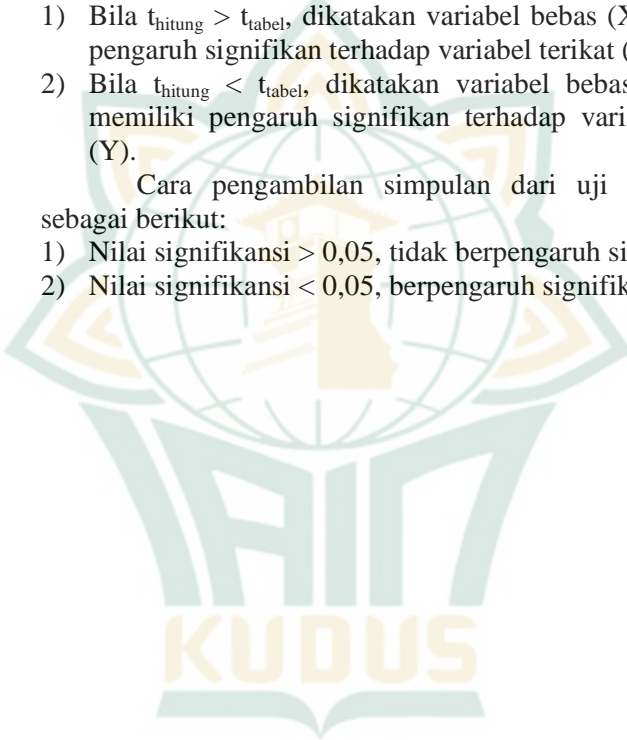 1) Bila t_hitung > t_tabel, dikatakan variabel bebas (X
pengaruh signifikan terhadap variabel terikat (
2) Bila t_hitung < t_tabel, dikatakan variabel bebas
memiliki pengaruh signifikan terhadap vari
(Y).
Cara pengambilan simpulan dari uji
sebagai berikut:
1) Nilai signifikansi > 0,05, tidak berpengaruh si
2) Nilai signifikansi < 0,05, berpengaruh signifik
IAIN
KUDUS